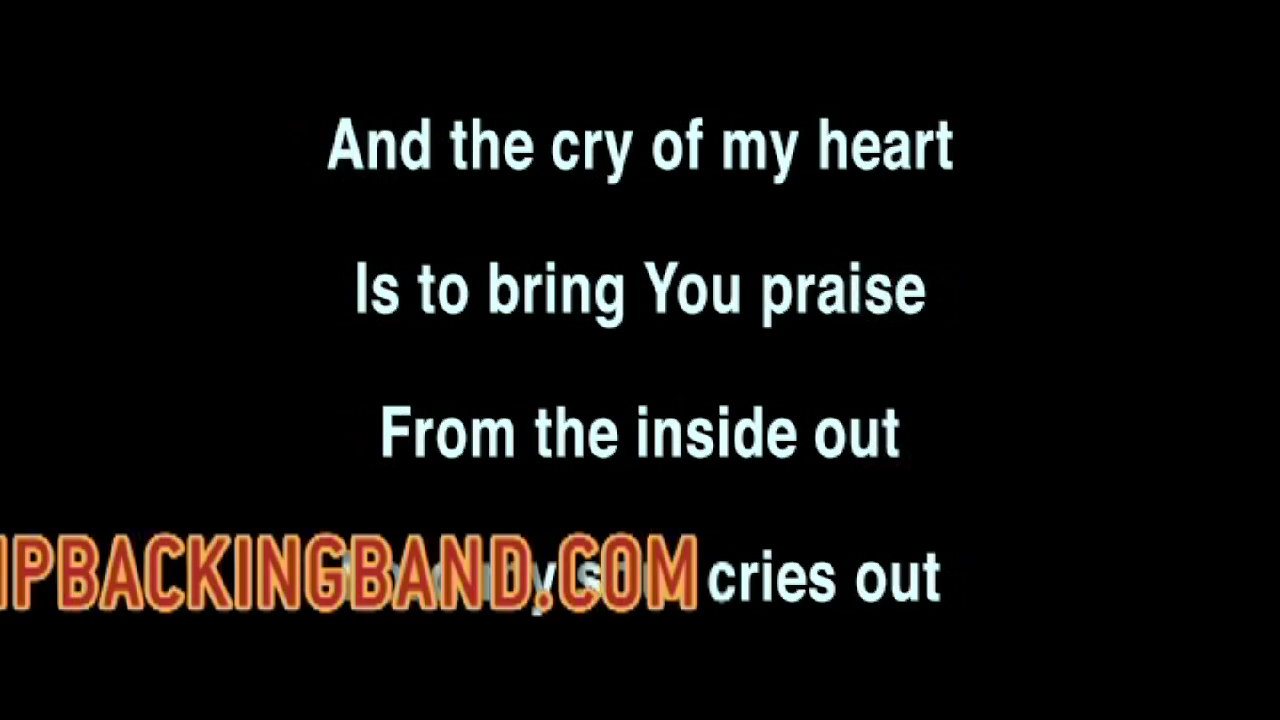 And the cry of my heart
Is to bring You praise
From the inside out
cries out
IPBACKINGBAND.COM